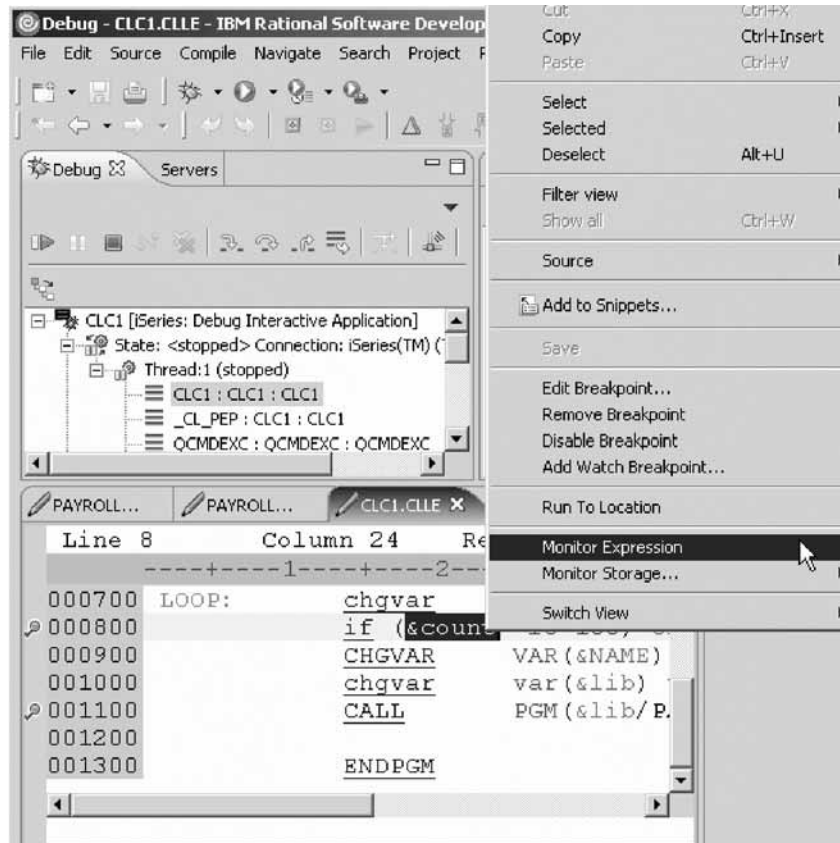 Debug - CLC1.CLLE - IBM Rational Software Develop
File Edit Source Compile Navigate Search Project
Debug Servers
CLC1 [iSeries: Debug Interactive Application]
State: <stopped> Connection: iSeries(TM) (
Thread:1 (stopped)
CLC1 : CLC1 : CLC1
_CL_PEP : CLC1 : CLC1
QCMDEXC : QCMDEXC : QCMDEXC
Cut Ctrl+X
Copy Ctrl+Insert
Paste Ctrl+V
Select
Selected
Deselect Alt+U
Filter view
Show all Ctrl+W
Source
Add to Snippets...
Save
Edit Breakpoint...
Remove Breakpoint
Disable Breakpoint
Add Watch Breakpoint...
Run To Location
Monitor Expression
Monitor Storage...
Switch View
PAYROLL... PAYROLL... CLC1.CLLE
Line 8 Column 24 Re
----+----1----+----2--
000700 LOOP: chgvar
000800 if (&count
000900 CHGVAR VAR(&NAME)
001000 chgvar var(&lib)
001100 CALL PGM(&lib/
001200
001300 ENDPGM